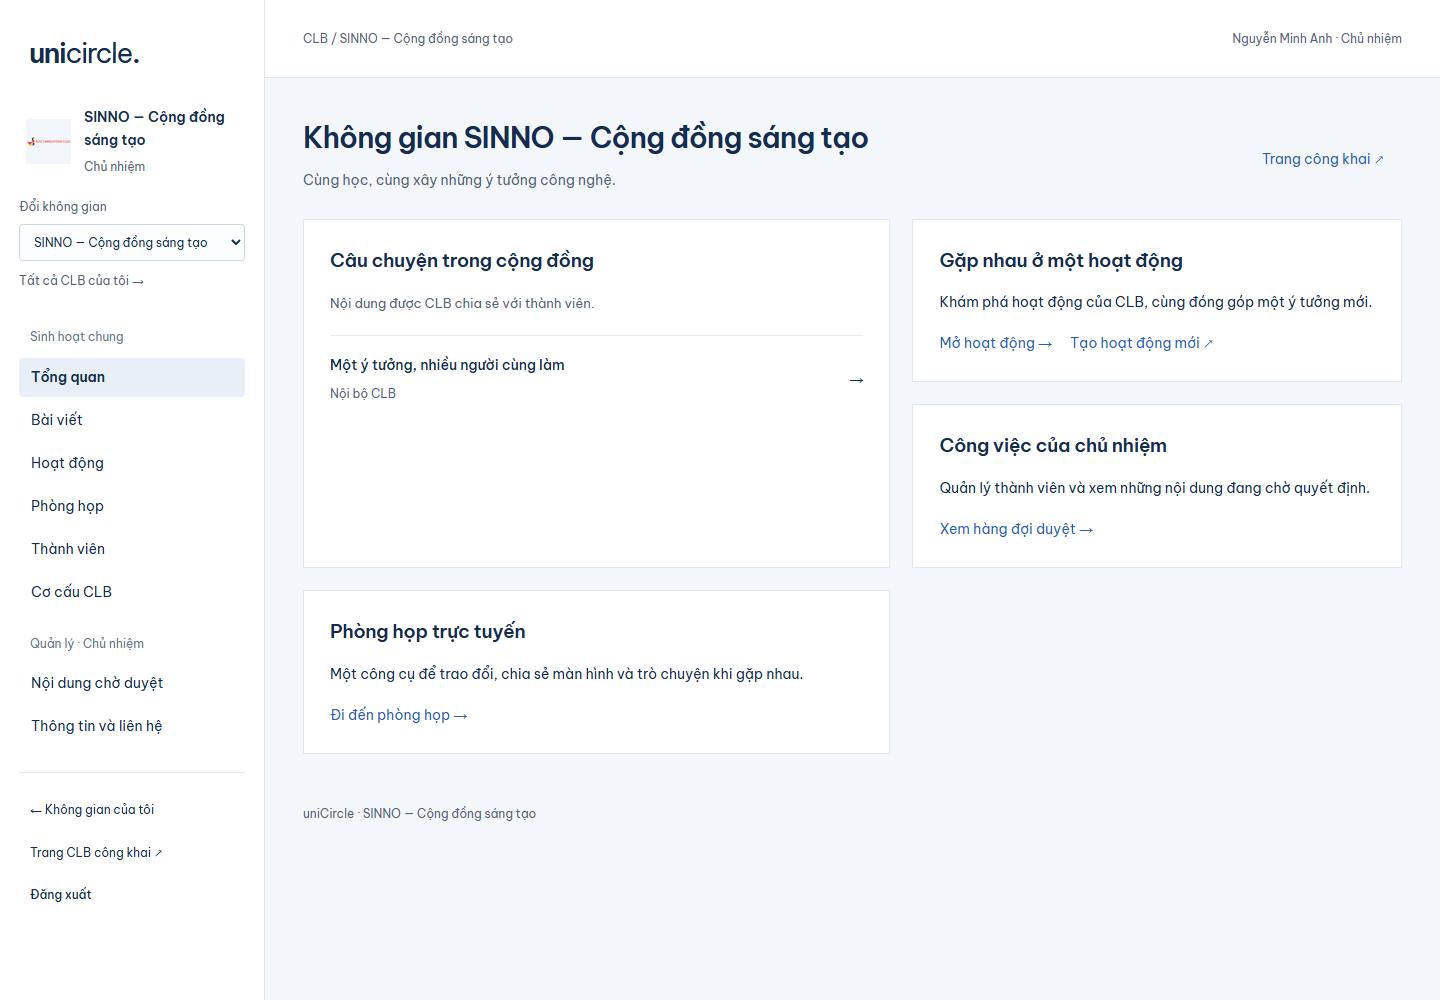 unicircle.
SINNO — Cộng đồng
sáng tạo
Chủ nhiệm
Đổi không gian
SINNO — Cộng đồng sáng tạo
Tất cả CLB của tôi →
Sinh hoạt chung
Tổng quan
Bài viết
Hoạt động
Phòng họp
Thành viên
Cơ cấu CLB
Quản lý · Chủ nhiệm
Nội dung chờ duyệt
Thông tin và liên hệ
← Không gian của tôi
Trang CLB công khai ↗
Đăng xuất
CLB / SINNO — Cộng đồng sáng tạo
Nguyễn Minh Anh · Chủ nhiệm
Không gian SINNO — Cộng đồng sáng tạo
Cùng học, cùng xây những ý tưởng công nghệ.
Trang công khai ↗
Câu chuyện trong cộng đồng
Nội dung được CLB chia sẻ với thành viên.
Một ý tưởng, nhiều người cùng làm
Nội bộ CLB
→
Gặp nhau ở một hoạt động
Khám phá hoạt động của CLB, cùng đóng góp một ý tưởng mới.
Mở hoạt động → Tạo hoạt động mới ↗
Công việc của chủ nhiệm
Quản lý thành viên và xem những nội dung đang chờ quyết định.
Xem hàng đợi duyệt →
Phòng họp trực tuyến
Một công cụ để trao đổi, chia sẻ màn hình và trò chuyện khi gặp nhau.
Đi đến phòng họp →
uniCircle · SINNO — Cộng đồng sáng tạo